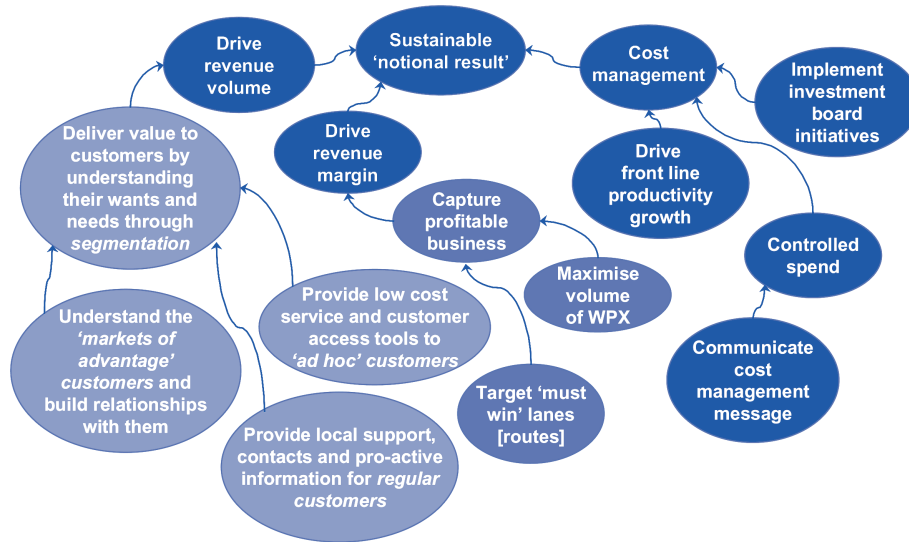 Drive
revenue
volume
Sustainable
‘notional result’
Cost
management
Implement
investment
board
initiatives
Deliver value to
customers by
understanding
their wants and
needs through
segmentation
Drive
revenue
margin
Drive
front line
productivity
growth
Capture
profitable
business
Controlled
spend
Maximise
volume
of WPX
Provide low cost
service and customer
access tools to
‘ad hoc’ customers
Understand the
‘markets of
advantage’
customers and
build relationships
with them
Communicate
cost
management
message
Target ‘must
win’ lanes
[routes]
Provide local support,
contacts and pro-active
information for regular
customers